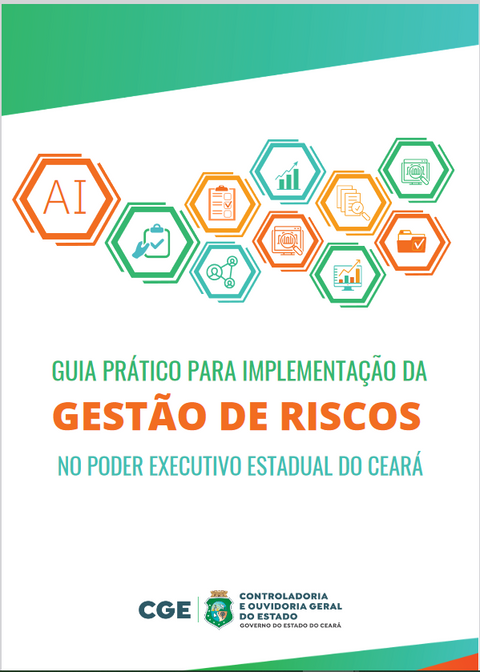 AI
GUIA PRÁTICO PARA IMPLEMENTAÇÃO DA
GESTÃO DE RISCOS
NO PODER EXECUTIVO ESTADUAL DO CEARÁ
CGE
CONTROLADORIA
E OUVIDORIA GERAL
DO ESTADO
GOVERNO DO ESTADO DO CEARÁ